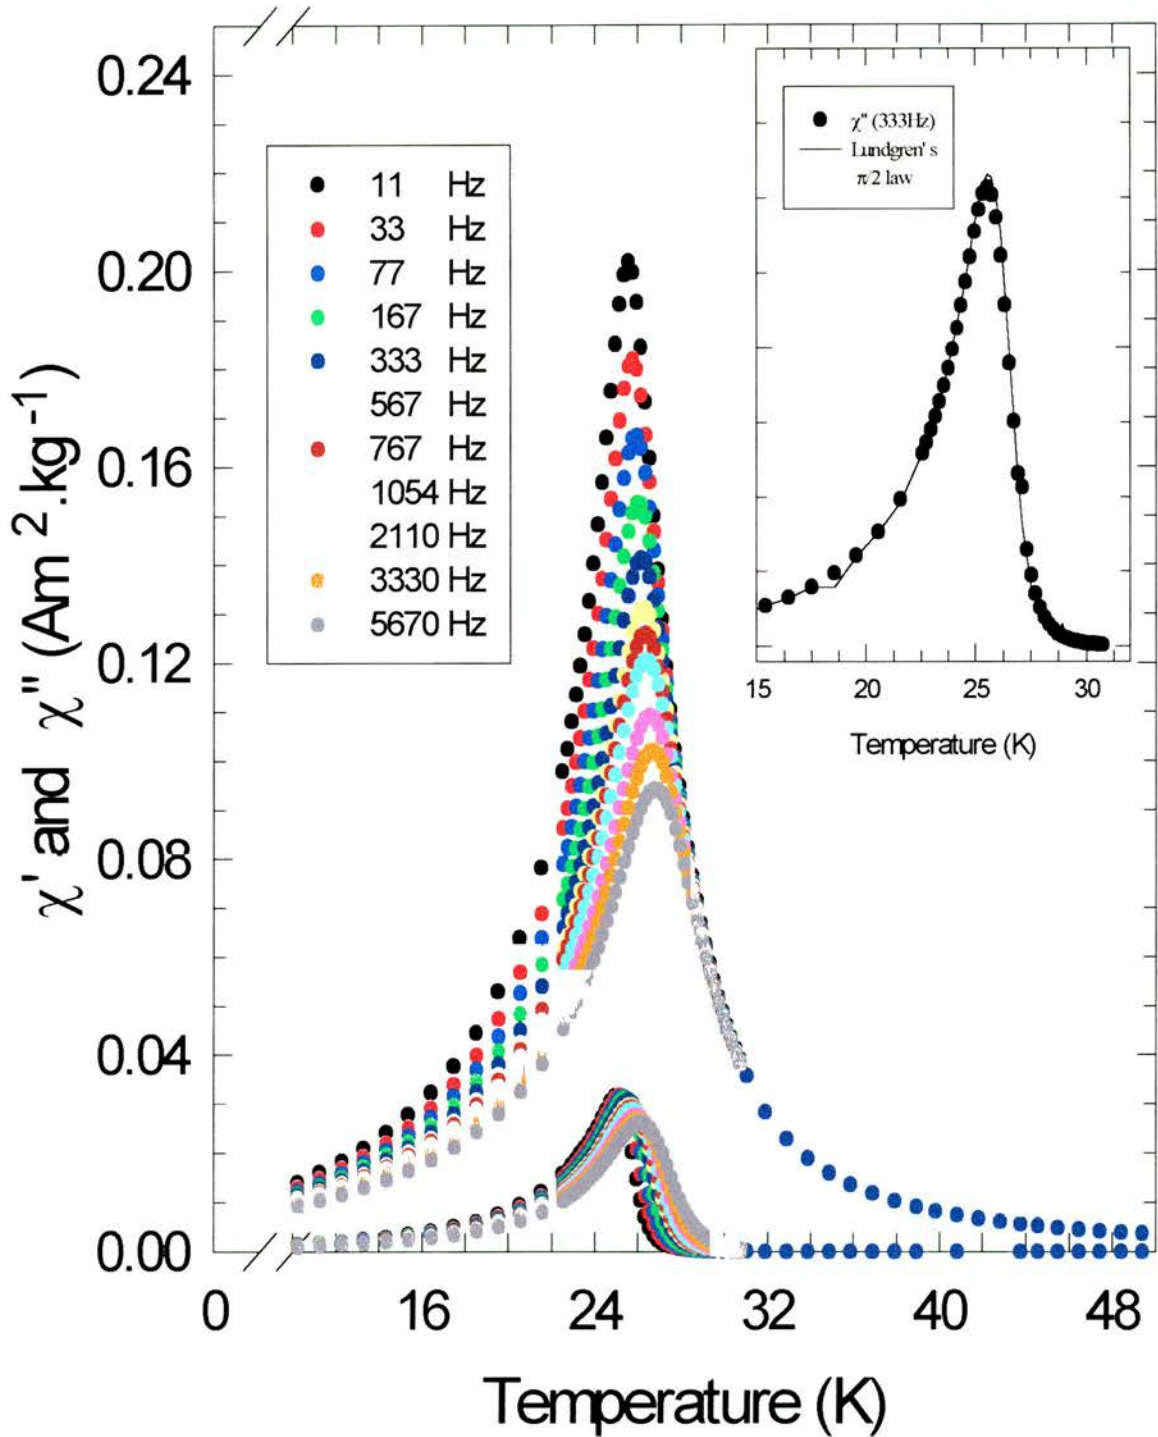 χ' and χ'' (Am².kg⁻¹)
0.24
0.20
0.16
0.12
0.08
0.04
0.00
11 Hz
33 Hz
77 Hz
167 Hz
333 Hz
567 Hz
767 Hz
1054 Hz
2110 Hz
3330 Hz
5670 Hz
χ" (333Hz)
Lundgren's
π/2 law
15 20 25 30
Temperature (K)
0 16 24 32 40 48
Temperature (K)